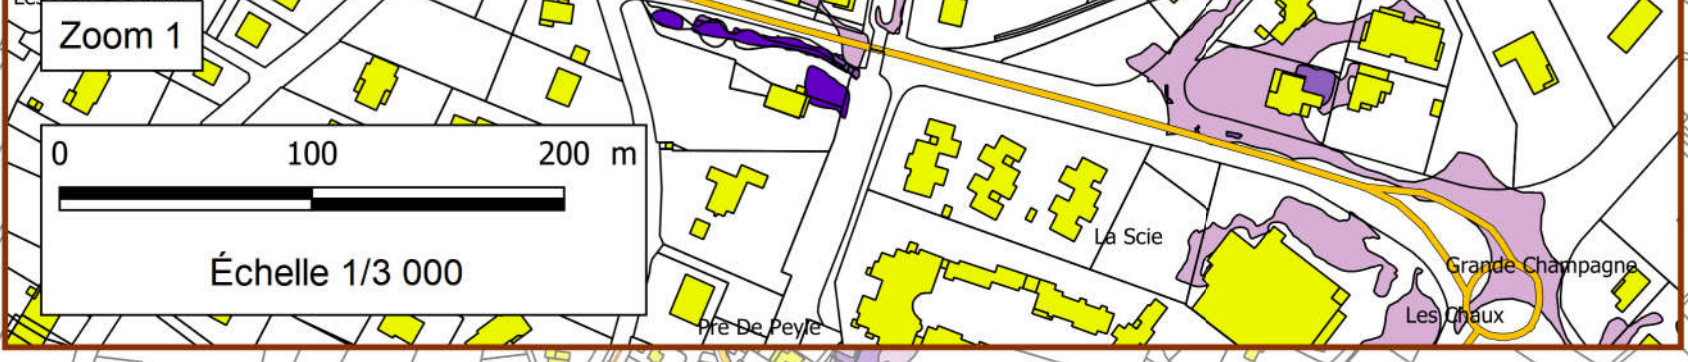 Zoom 1
0 100 200 m
Échelle 1/3 000
La Scie
Grande Champagne
Les Chaux
Pre De Peyle